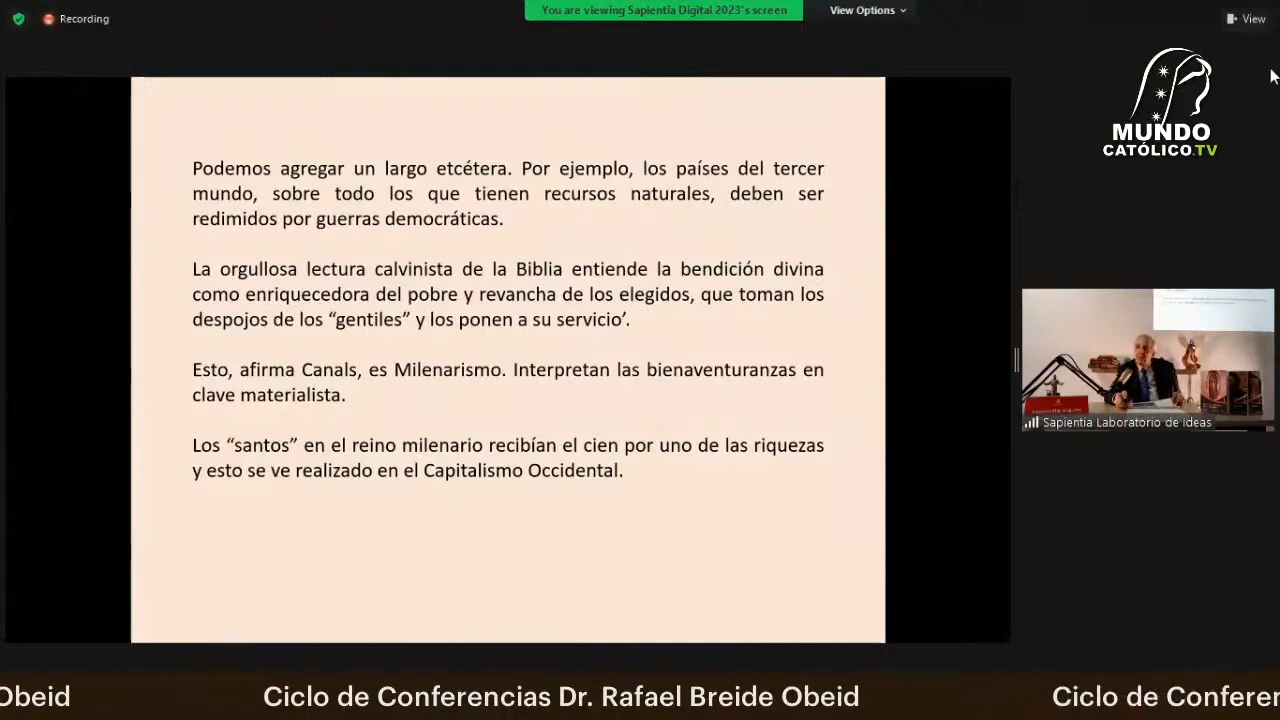 You are viewing Sapientia Digital 2023's screen
View Options
Recording
View
MUNDO
CATÓLICO.TV
Podemos agregar un largo etcétera. Por ejemplo, los países del tercer
mundo, sobre todo los que tienen recursos naturales, deben ser
redimidos por guerras democráticas.
La orgullosa lectura calvinista de la Biblia entiende la bendición divina
como enriquecedora del pobre y revancha de los elegidos, que toman los
despojos de los “gentiles” y los ponen a su servicio’.
Esto, afirma Canals, es Milenarismo. Interpretan las bienaventuranzas en
clave materialista.
Los “santos” en el reino milenario recibían el cien por uno de las riquezas
y esto se ve realizado en el Capitalismo Occidental.
Sapientia Laboratorio de Ideas
Obeid
Ciclo de Conferencias Dr. Rafael Breide Obeid
Ciclo de Conferen